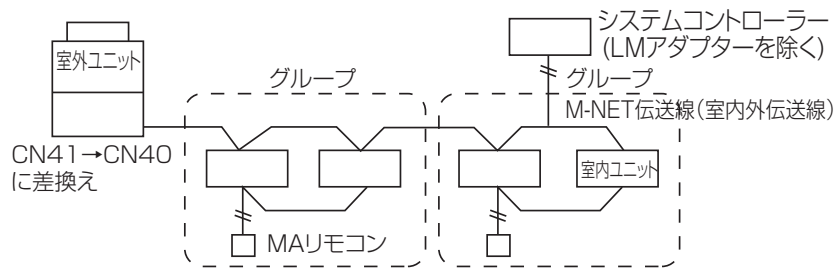 システムコントローラー
(LMアダプターを除く)
室外ユニット
グループ
グループ
M-NET伝送線(室内外伝送線)
CN41→CN40
に差換え
室内ユニット
MAリモコン